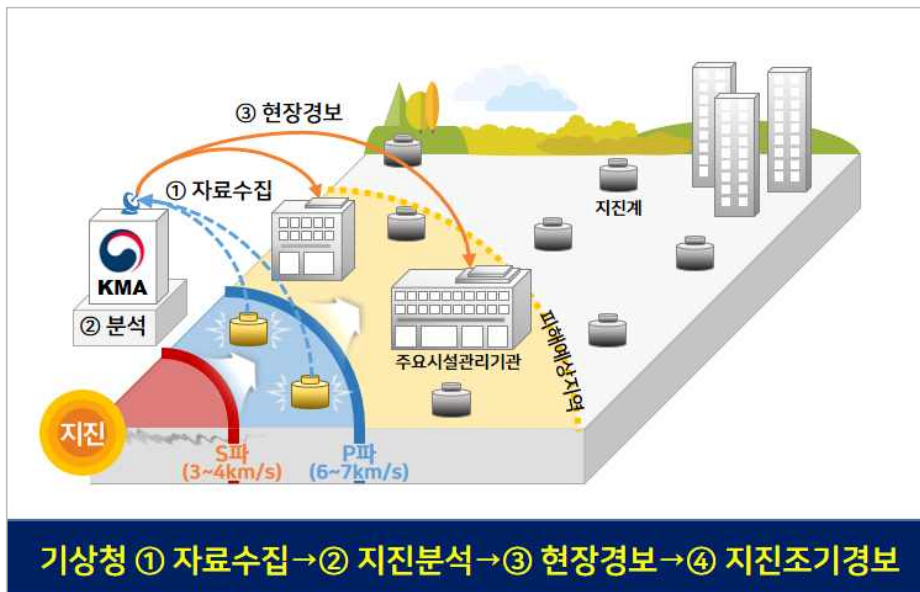 ③ 현장경보
① 자료수집
지진계
KMA
② 분석
주요시설관리기관
피해예상지역
지진
S파
(3~4km/s)
P파
(6~7km/s)
기상청 ① 자료수집→② 지진분석→③ 현장경보→④ 지진조기경보